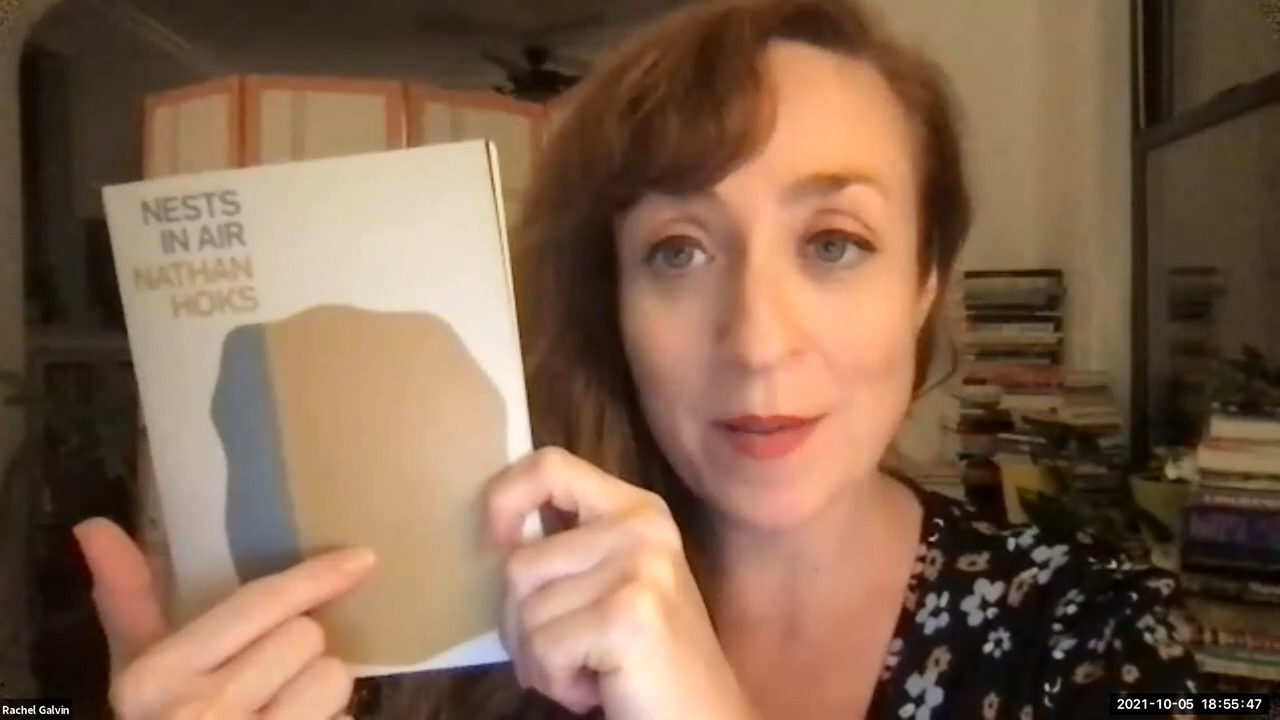 NESTS
IN AIR
NATHAN
HOKS
Rachel Galvin
2021-10-05 18:55:47